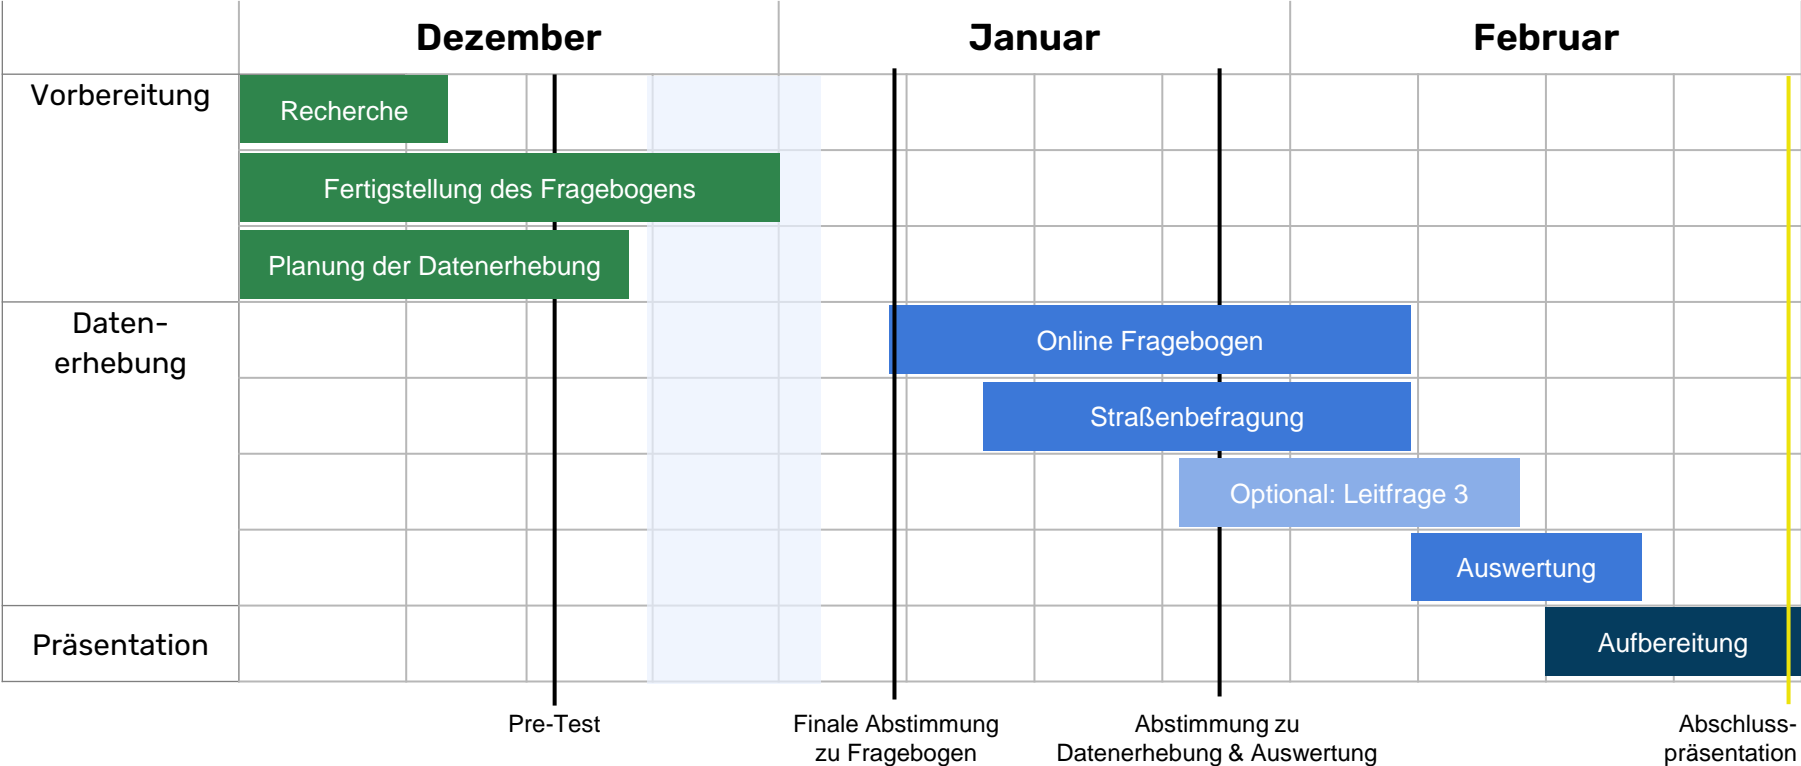 Dezember
Januar
Februar
Vorbereitung
Recherche
Fertigstellung des Fragebogens
Planung der Datenerhebung
Daten-
erhebung
Online Fragebogen
Straßenbefragung
Optional: Leitfrage 3
Auswertung
Präsentation
Aufbereitung
Pre-Test
Finale Abstimmung
zu Fragebogen
Abstimmung zu
Datenerhebung & Auswertung
Abschluss-
präsentation